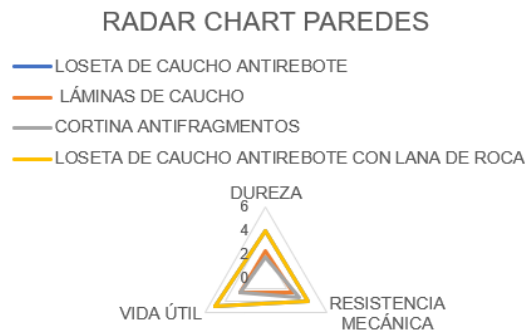 RADAR CHART PAREDES
LOSETA DE CAUCHO ANTIREBOTE
LÁMINAS DE CAUCHO
CORTINA ANTIFRAGMENTOS
LOSETA DE CAUCHO ANTIREBOTE CON LANA DE ROCA
DUREZA
6
4
2
0
VIDA ÚTIL
RESISTENCIA
MECÁNICA